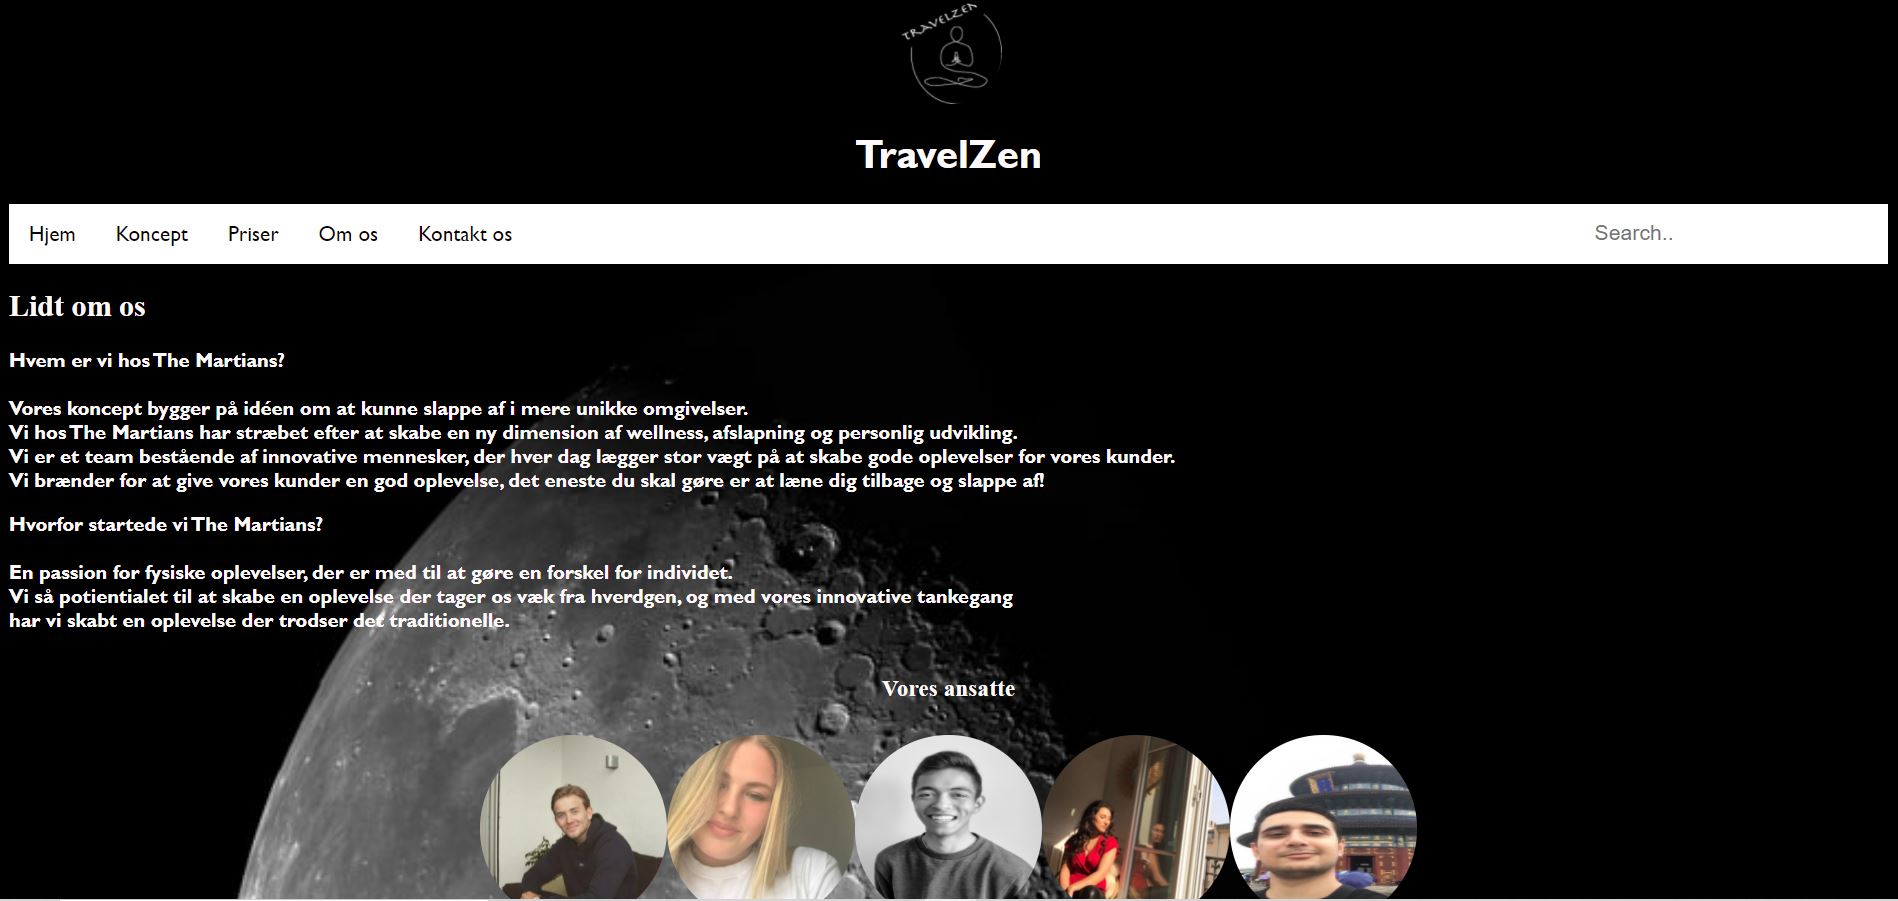 TRAVELZEN
TravelZen
Hjem Koncept Priser Om os Kontakt os Search..
Lidt om os
Hvem er vi hos The Martians?
Vores koncept bygger på idéen om at kunne slappe af i mere unikke omgivelser.
Vi hos The Martians har stræbet efter at skabe en ny dimension af wellness, afslapning og personlig udvikling.
Vi er et team bestående af innovative mennesker, der hver dag lægger stor vægt på at skabe gode oplevelser for vores kunder.
Vi brænder for at give vores kunder en god oplevelse, det eneste du skal gøre er at læne dig tilbage og slappe af!
Hvorfor startede vi The Martians?
En passion for fysiske oplevelser, der er med til at gøre en forskel for individet.
Vi så potientialet til at skabe en oplevelse der tager os væk fra hverdgen, og med vores innovative tankegang
har vi skabt en oplevelse der trodser det traditionelle.
Vores ansatte